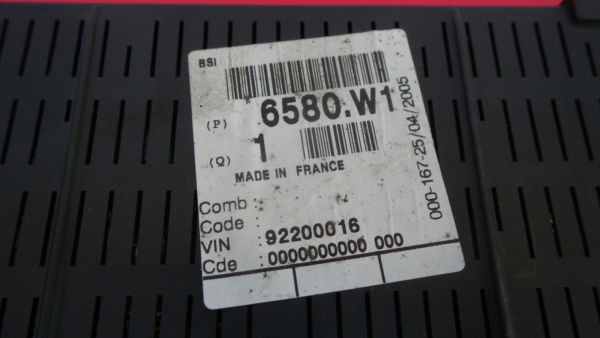 BSI
(P) 6580.W1
(Q) 1
MADE IN FRANCE
000-167-25/04/2005
Comb :
Code :
VIN : 92200016
Cde : 0000000000 000